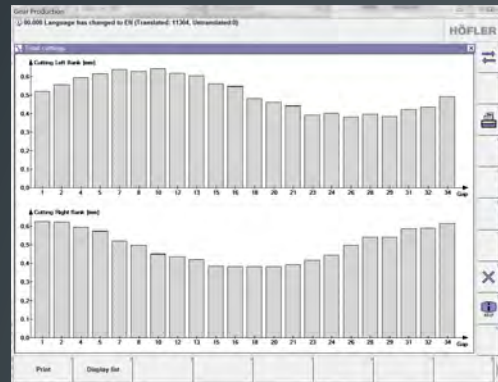 Gear Production
00.000 Language has changed to EN (Translated: 11304, Untranslated:0)
HÖFLER
Cutting Left flank [mm]
0,6
0,5
0,4
0,3
0,2
0,1
0,0
1 2 4 5 7 8 10 12 13 15 16 18 20 21 23 24 26 28 29 31 32 34 Gap
Cutting Right flank [mm]
0,6
0,5
0,4
0,3
0,2
0,1
0,0
1 2 4 5 7 8 10 12 13 15 16 18 20 21 23 24 26 28 29 31 32 34 Gap
Print Display list